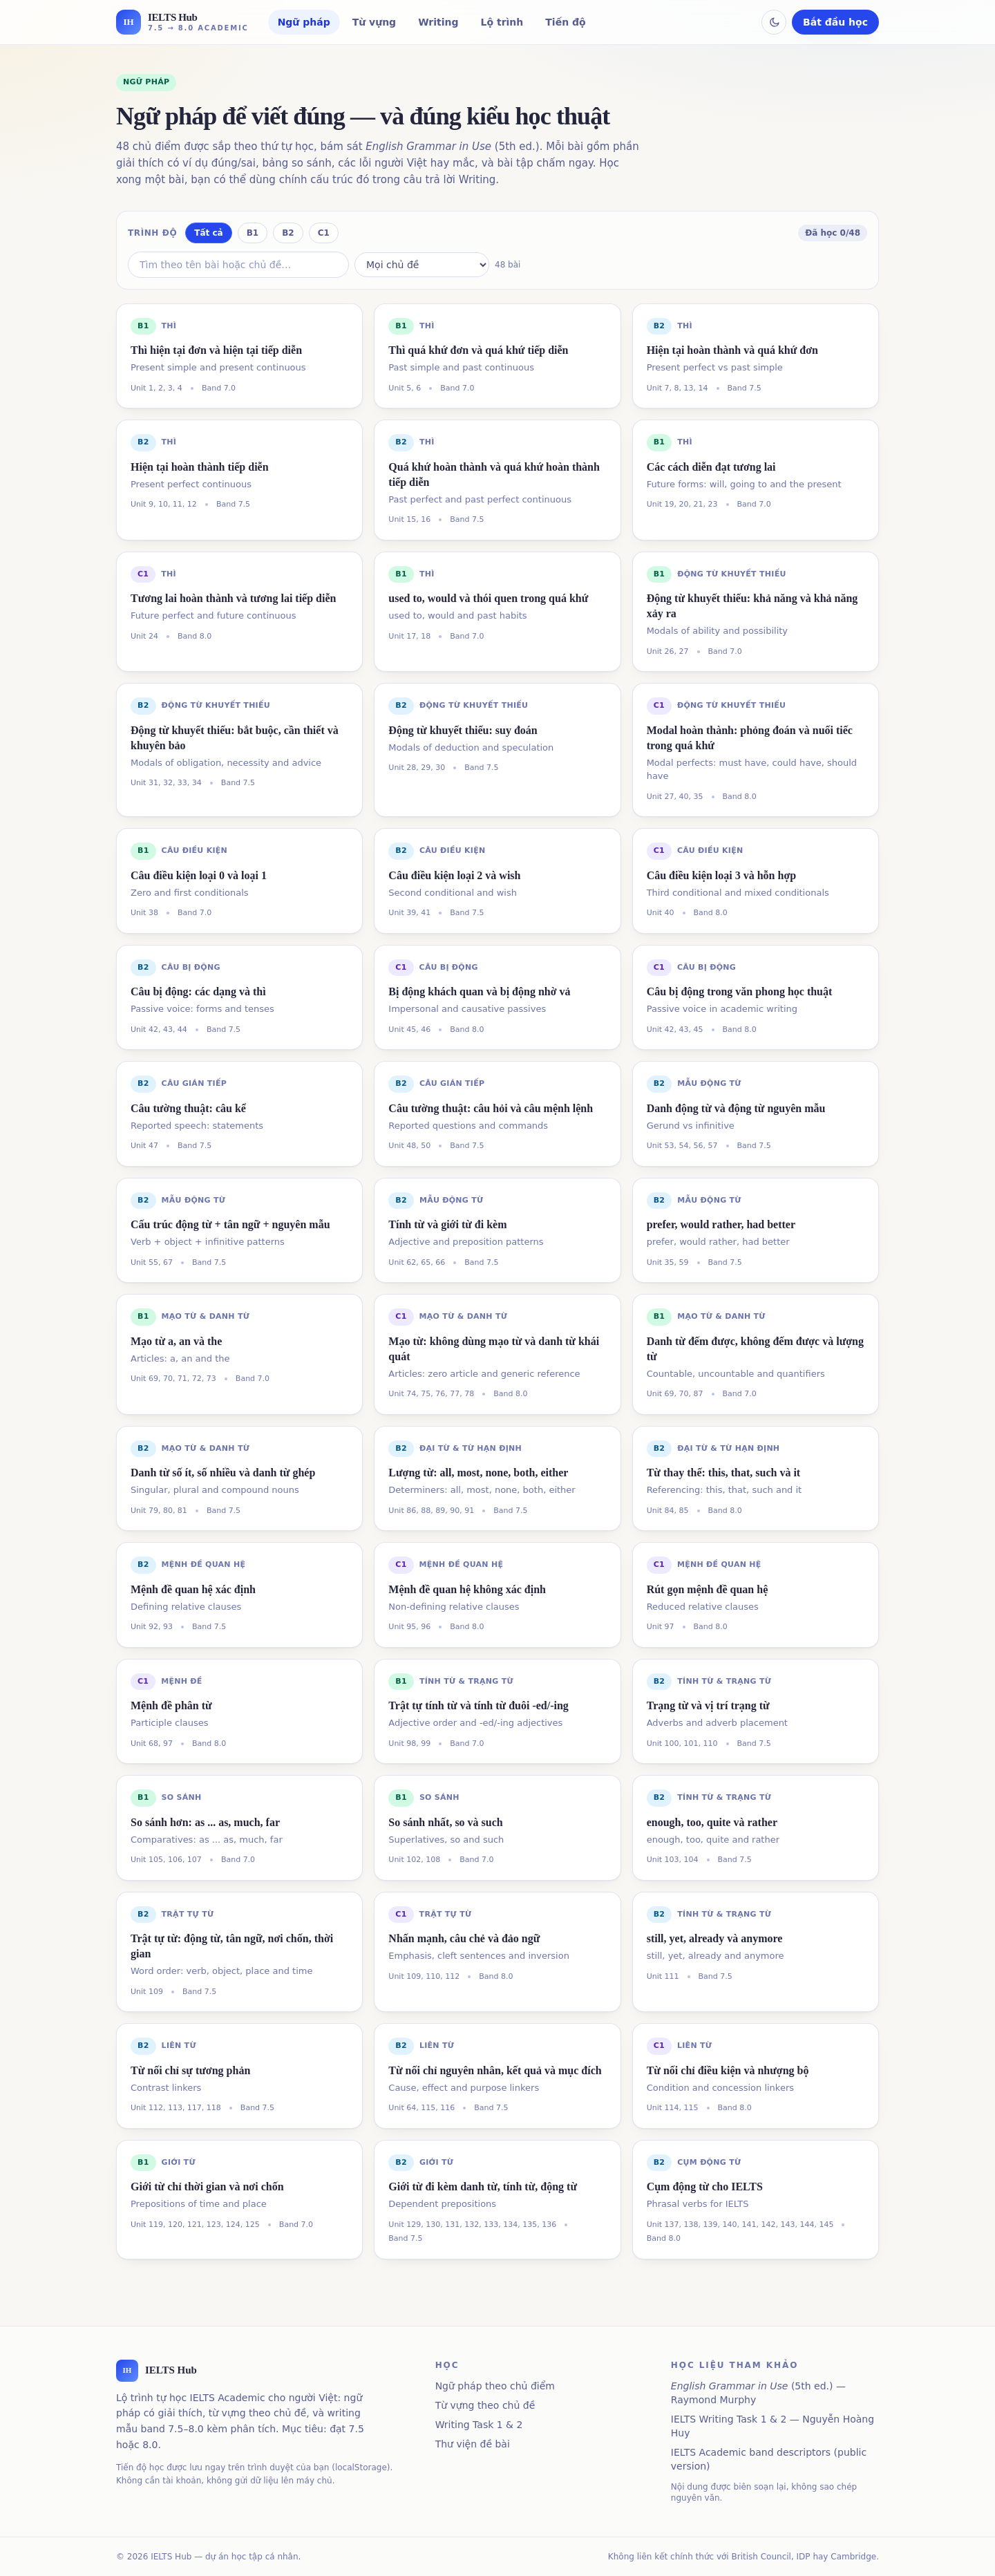 IH
IELTS Hub
7.5 → 8.0 ACADEMIC
Ngữ pháp
Từ vựng
Writing
Lộ trình
Tiến độ
Bắt đầu học
NGỮ PHÁP
Ngữ pháp để viết đúng — và đúng kiểu học thuật
48 chủ điểm được sắp theo thứ tự học, bám sát English Grammar in Use (5th ed.). Mỗi bài gồm phần
giải thích có ví dụ đúng/sai, bảng so sánh, các lỗi người Việt hay mắc, và bài tập chấm ngay. Học
xong một bài, bạn có thể dùng chính cấu trúc đó trong câu trả lời Writing.
TRÌNH ĐỘ
Tất cả
B1
B2
C1
Đã học 0/48
Tìm theo tên bài hoặc chủ đề...
Mọi chủ đề
48 bài
B1 THÌ
Thì hiện tại đơn và hiện tại tiếp diễn
Present simple and present continuous
Unit 1, 2, 3, 4 • Band 7.0
B1 THÌ
Thì quá khứ đơn và quá khứ tiếp diễn
Past simple and past continuous
Unit 5, 6 • Band 7.0
B2 THÌ
Hiện tại hoàn thành và quá khứ đơn
Present perfect vs past simple
Unit 7, 8, 13, 14 • Band 7.5
B2 THÌ
Hiện tại hoàn thành tiếp diễn
Present perfect continuous
Unit 9, 10, 11, 12 • Band 7.5
B2 THÌ
Quá khứ hoàn thành và quá khứ hoàn thành
tiếp diễn
Past perfect and past perfect continuous
Unit 15, 16 • Band 7.5
B1 THÌ
Các cách diễn đạt tương lai
Future forms: will, going to and the present
Unit 19, 20, 21, 23 • Band 7.0
C1 THÌ
Tương lai hoàn thành và tương lai tiếp diễn
Future perfect and future continuous
Unit 24 • Band 8.0
B1 THÌ
used to, would và thói quen trong quá khứ
used to, would and past habits
Unit 17, 18 • Band 7.0
B1 ĐỘNG TỪ KHUYẾT THIẾU
Động từ khuyết thiếu: khả năng và khả năng
xảy ra
Modals of ability and possibility
Unit 26, 27 • Band 7.0
B2 ĐỘNG TỪ KHUYẾT THIẾU
Động từ khuyết thiếu: bắt buộc, cần thiết và
khuyên bảo
Modals of obligation, necessity and advice
Unit 31, 32, 33, 34 • Band 7.5
B2 ĐỘNG TỪ KHUYẾT THIẾU
Động từ khuyết thiếu: suy đoán
Modals of deduction and speculation
Unit 28, 29, 30 • Band 7.5
C1 ĐỘNG TỪ KHUYẾT THIẾU
Modal hoàn thành: phỏng đoán và nuối tiếc
trong quá khứ
Modal perfects: must have, could have, should
have
Unit 27, 40, 35 • Band 8.0
B1 CÂU ĐIỀU KIỆN
Câu điều kiện loại 0 và loại 1
Zero and first conditionals
Unit 38 • Band 7.0
B2 CÂU ĐIỀU KIỆN
Câu điều kiện loại 2 và wish
Second conditional and wish
Unit 39, 41 • Band 7.5
C1 CÂU ĐIỀU KIỆN
Câu điều kiện loại 3 và hỗn hợp
Third conditional and mixed conditionals
Unit 40 • Band 8.0
B2 CÂU BỊ ĐỘNG
Câu bị động: các dạng và thì
Passive voice: forms and tenses
Unit 42, 43, 44 • Band 7.5
C1 CÂU BỊ ĐỘNG
Bị động khách quan và bị động nhờ vả
Impersonal and causative passives
Unit 45, 46 • Band 8.0
C1 CÂU BỊ ĐỘNG
Câu bị động trong văn phong học thuật
Passive voice in academic writing
Unit 42, 43, 45 • Band 8.0
B2 CÂU GIÁN TIẾP
Câu tường thuật: câu kể
Reported speech: statements
Unit 47 • Band 7.5
B2 CÂU GIÁN TIẾP
Câu tường thuật: câu hỏi và câu mệnh lệnh
Reported questions and commands
Unit 48, 50 • Band 7.5
B2 MẪU ĐỘNG TỪ
Danh động từ và động từ nguyên mẫu
Gerund vs infinitive
Unit 53, 54, 56, 57 • Band 7.5
B2 MẪU ĐỘNG TỪ
Cấu trúc động từ + tân ngữ + nguyên mẫu
Verb + object + infinitive patterns
Unit 55, 67 • Band 7.5
B2 MẪU ĐỘNG TỪ
Tính từ và giới từ đi kèm
Adjective and preposition patterns
Unit 62, 65, 66 • Band 7.5
B2 MẪU ĐỘNG TỪ
prefer, would rather, had better
prefer, would rather, had better
Unit 35, 59 • Band 7.5
B1 MẠO TỪ & DANH TỪ
Mạo từ a, an và the
Articles: a, an and the
Unit 69, 70, 71, 72, 73 • Band 7.0
C1 MẠO TỪ & DANH TỪ
Mạo từ: không dùng mạo từ và danh từ khái
quát
Articles: zero article and generic reference
Unit 74, 75, 76, 77, 78 • Band 8.0
B1 MẠO TỪ & DANH TỪ
Danh từ đếm được, không đếm được và lượng
từ
Countable, uncountable and quantifiers
Unit 69, 70, 87 • Band 7.0
B2 MẠO TỪ & DANH TỪ
Danh từ số ít, số nhiều và danh từ ghép
Singular, plural and compound nouns
Unit 79, 80, 81 • Band 7.5
B2 ĐẠI TỪ & TỪ HẠN ĐỊNH
Lượng từ: all, most, none, both, either
Determiners: all, most, none, both, either
Unit 86, 88, 89, 90, 91 • Band 7.5
B2 ĐẠI TỪ & TỪ HẠN ĐỊNH
Từ thay thế: this, that, such và it
Referencing: this, that, such and it
Unit 84, 85 • Band 8.0
B2 MỆNH ĐỀ QUAN HỆ
Mệnh đề quan hệ xác định
Defining relative clauses
Unit 92, 93 • Band 7.5
C1 MỆNH ĐỀ QUAN HỆ
Mệnh đề quan hệ không xác định
Non-defining relative clauses
Unit 95, 96 • Band 8.0
C1 MỆNH ĐỀ QUAN HỆ
Rút gọn mệnh đề quan hệ
Reduced relative clauses
Unit 97 • Band 8.0
C1 MỆNH ĐỀ
Mệnh đề phân từ
Participle clauses
Unit 68, 97 • Band 8.0
B1 TÍNH TỪ & TRẠNG TỪ
Trật tự tính từ và tính từ đuôi -ed/-ing
Adjective order and -ed/-ing adjectives
Unit 98, 99 • Band 7.0
B2 TÍNH TỪ & TRẠNG TỪ
Trạng từ và vị trí trạng từ
Adverbs and adverb placement
Unit 100, 101, 110 • Band 7.5
B1 SO SÁNH
So sánh hơn: as ... as, much, far
Comparatives: as ... as, much, far
Unit 105, 106, 107 • Band 7.0
B1 SO SÁNH
So sánh nhất, so và such
Superlatives, so and such
Unit 102, 108 • Band 7.0
B2 TÍNH TỪ & TRẠNG TỪ
enough, too, quite và rather
enough, too, quite and rather
Unit 103, 104 • Band 7.5
B2 TRẬT TỰ TỪ
Trật tự từ: động từ, tân ngữ, nơi chốn, thời
gian
Word order: verb, object, place and time
Unit 109 • Band 7.5
C1 TRẬT TỰ TỪ
Nhấn mạnh, câu chẻ và đảo ngữ
Emphasis, cleft sentences and inversion
Unit 109, 110, 112 • Band 8.0
B2 TÍNH TỪ & TRẠNG TỪ
still, yet, already và anymore
still, yet, already and anymore
Unit 111 • Band 7.5
B2 LIÊN TỪ
Từ nối chỉ sự tương phản
Contrast linkers
Unit 112, 113, 117, 118 • Band 7.5
B2 LIÊN TỪ
Từ nối chỉ nguyên nhân, kết quả và mục đích
Cause, effect and purpose linkers
Unit 64, 115, 116 • Band 7.5
C1 LIÊN TỪ
Từ nối chỉ điều kiện và nhượng bộ
Condition and concession linkers
Unit 114, 115 • Band 8.0
B1 GIỚI TỪ
Giới từ chỉ thời gian và nơi chốn
Prepositions of time and place
Unit 119, 120, 121, 123, 124, 125 • Band 7.0
B2 GIỚI TỪ
Giới từ đi kèm danh từ, tính từ, động từ
Dependent prepositions
Unit 129, 130, 131, 132, 133, 134, 135, 136 •
Band 7.5
B2 CỤM ĐỘNG TỪ
Cụm động từ cho IELTS
Phrasal verbs for IELTS
Unit 137, 138, 139, 140, 141, 142, 143, 144, 145 •
Band 8.0
IH
IELTS Hub
Lộ trình tự học IELTS Academic cho người Việt: ngữ
pháp có giải thích, từ vựng theo chủ đề, và writing
mẫu band 7.5–8.0 kèm phân tích. Mục tiêu: đạt 7.5
hoặc 8.0.
Tiến độ học được lưu ngay trên trình duyệt của bạn (localStorage).
Không cần tài khoản, không gửi dữ liệu lên máy chủ.
HỌC
Ngữ pháp theo chủ điểm
Từ vựng theo chủ đề
Writing Task 1 & 2
Thư viện đề bài
HỌC LIỆU THAM KHẢO
English Grammar in Use (5th ed.) —
Raymond Murphy
IELTS Writing Task 1 & 2 — Nguyễn Hoàng
Huy
IELTS Academic band descriptors (public
version)
Nội dung được biên soạn lại, không sao chép
nguyên văn.
© 2026 IELTS Hub — dự án học tập cá nhân.
Không liên kết chính thức với British Council, IDP hay Cambridge.